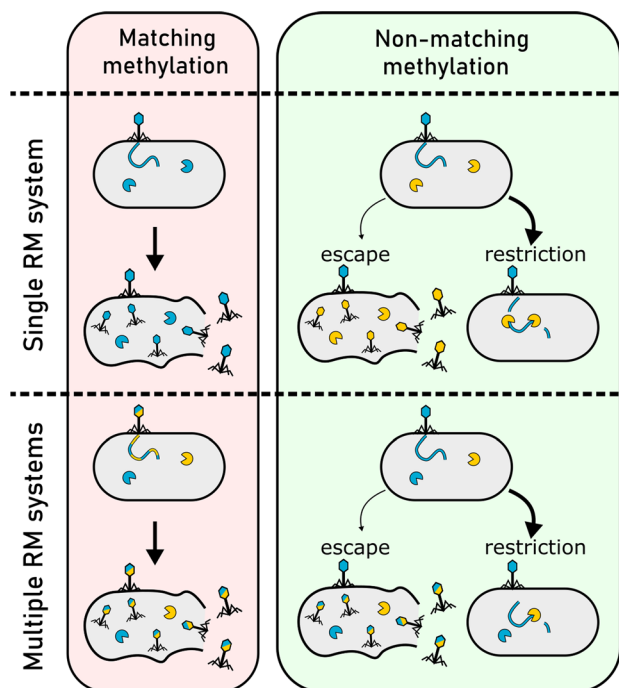 Matching
methylation
Non-matching
methylation
Single RM system
escape
restriction
Multiple RM systems
escape
restriction